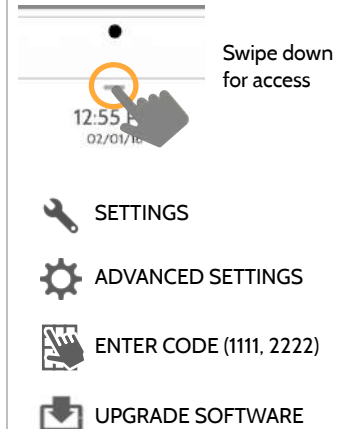 Swipe down
for access
12:55 P
02/01/1
SETTINGS
ADVANCED SETTINGS
ENTER CODE (1111, 2222)
UPGRADE SOFTWARE